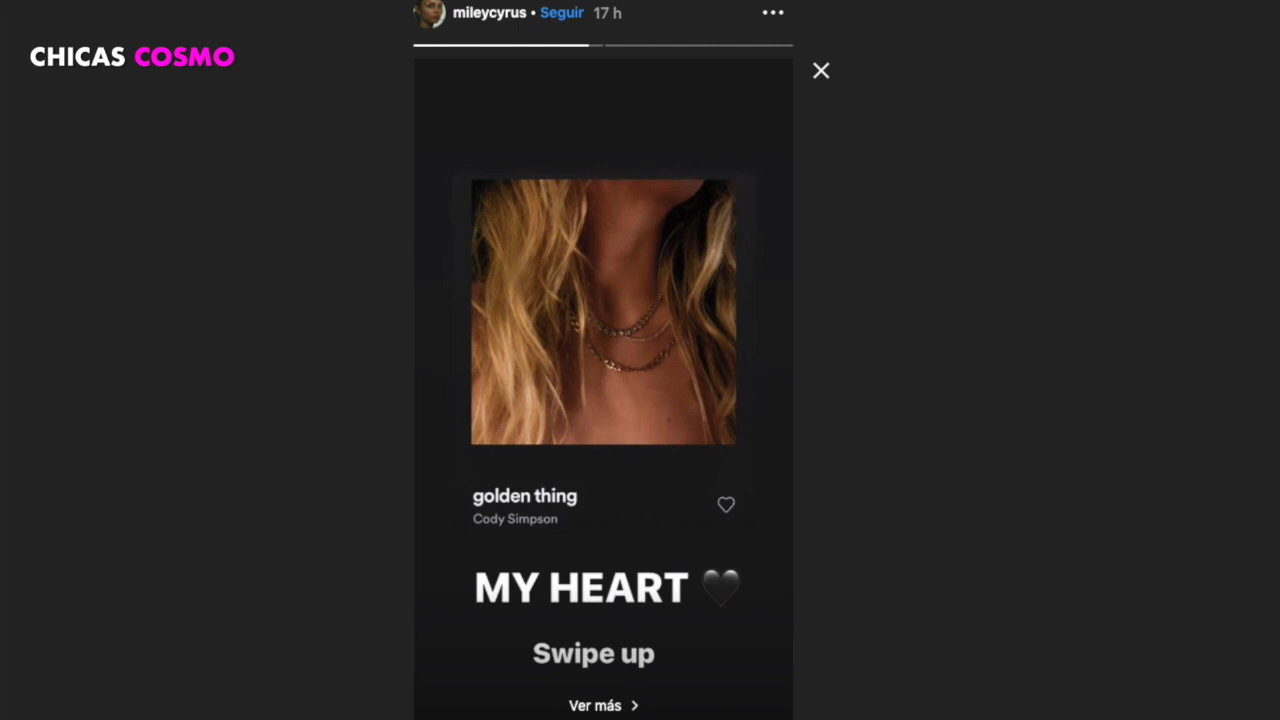 mileycyrus • Seguir 17 h
CHICAS COSMO
golden thing
Cody Simpson
MY HEART 🖤
Swipe up
Ver más